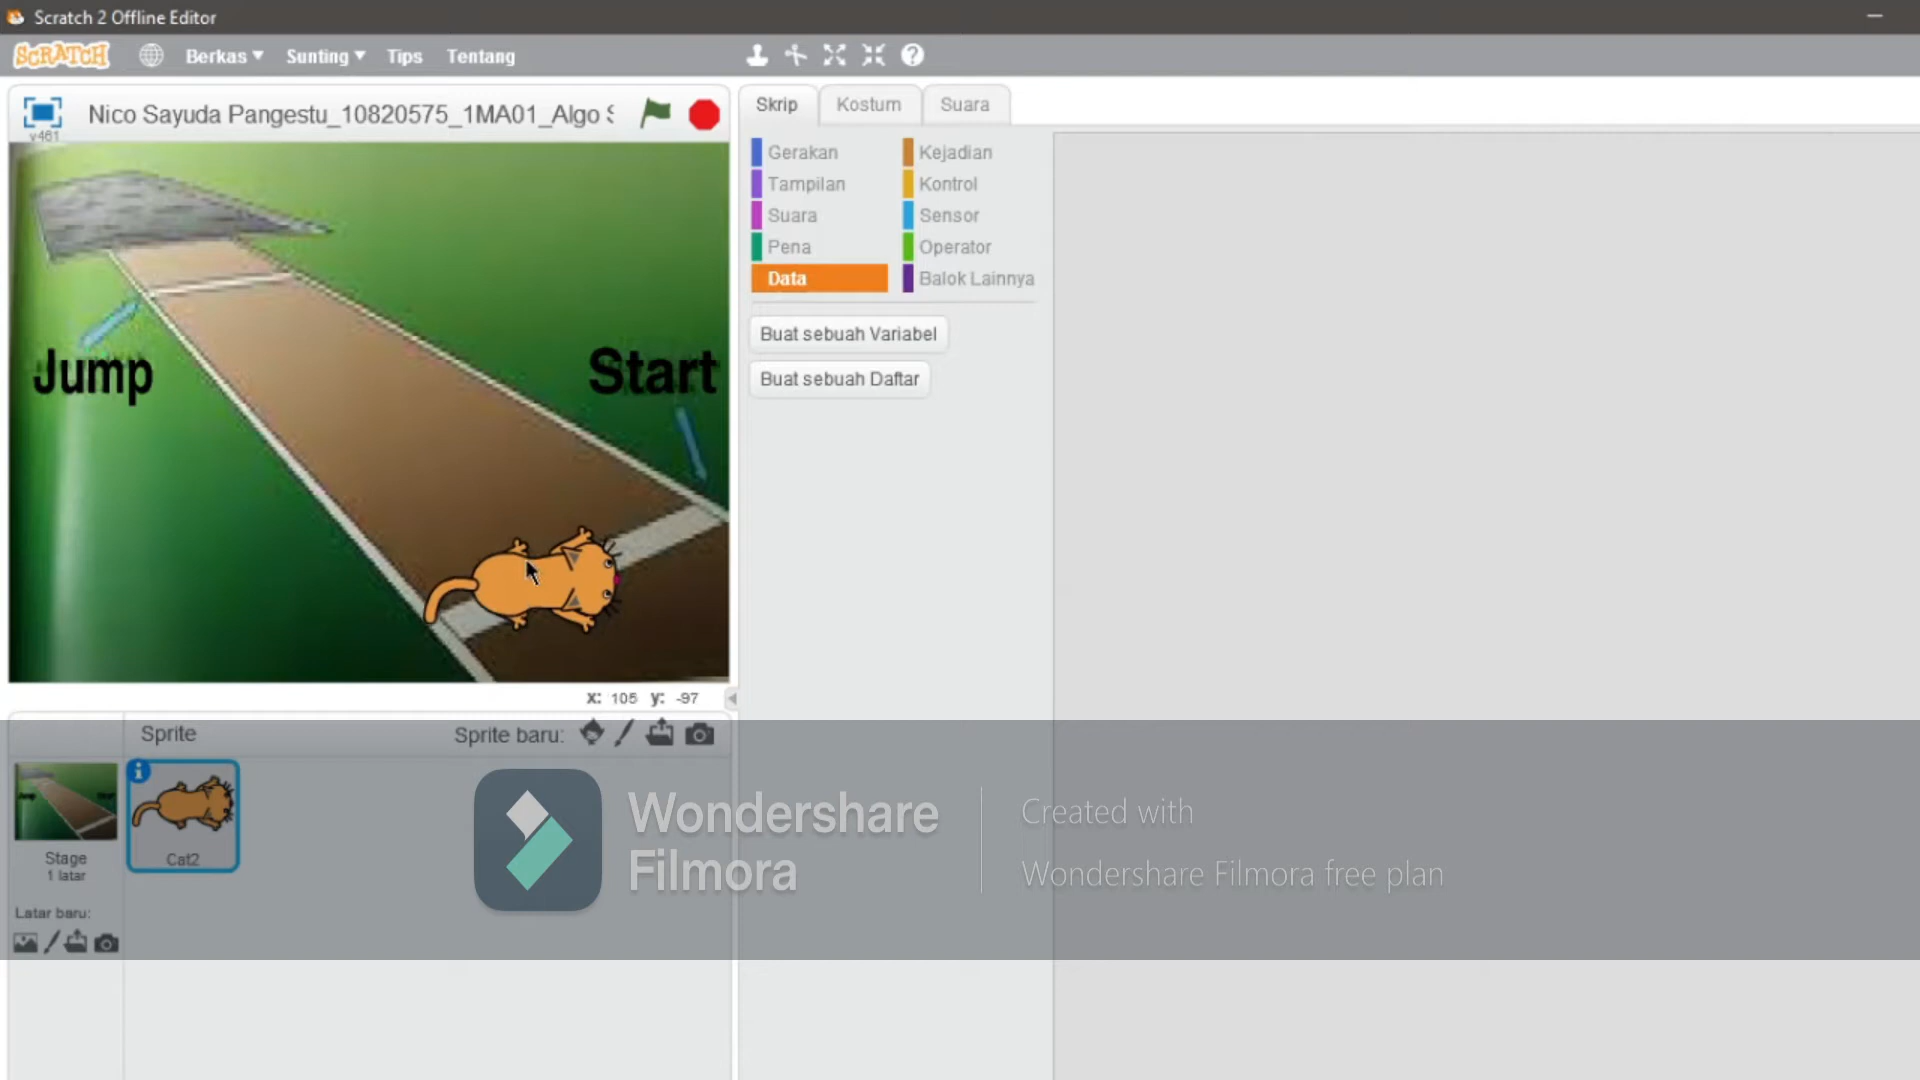 Scratch 2 Offline Editor
SCRATCH Berkas Sunting Tips Tentang
v461
Nico Sayuda Pangestu_10820575_1MA01_Algo S
Skrip Kostum Suara
Gerakan Kejadian
Tampilan Kontrol
Suara Sensor
Pena Operator
Data Balok Lainnya
Buat sebuah Variabel
Buat sebuah Daftar
Jump
Start
x: 105 y: -97
Sprite Sprite baru:
Stage
1 latar
Cat2
Latar baru:
Wondershare
Filmora
Created with
Wondershare Filmora free plan